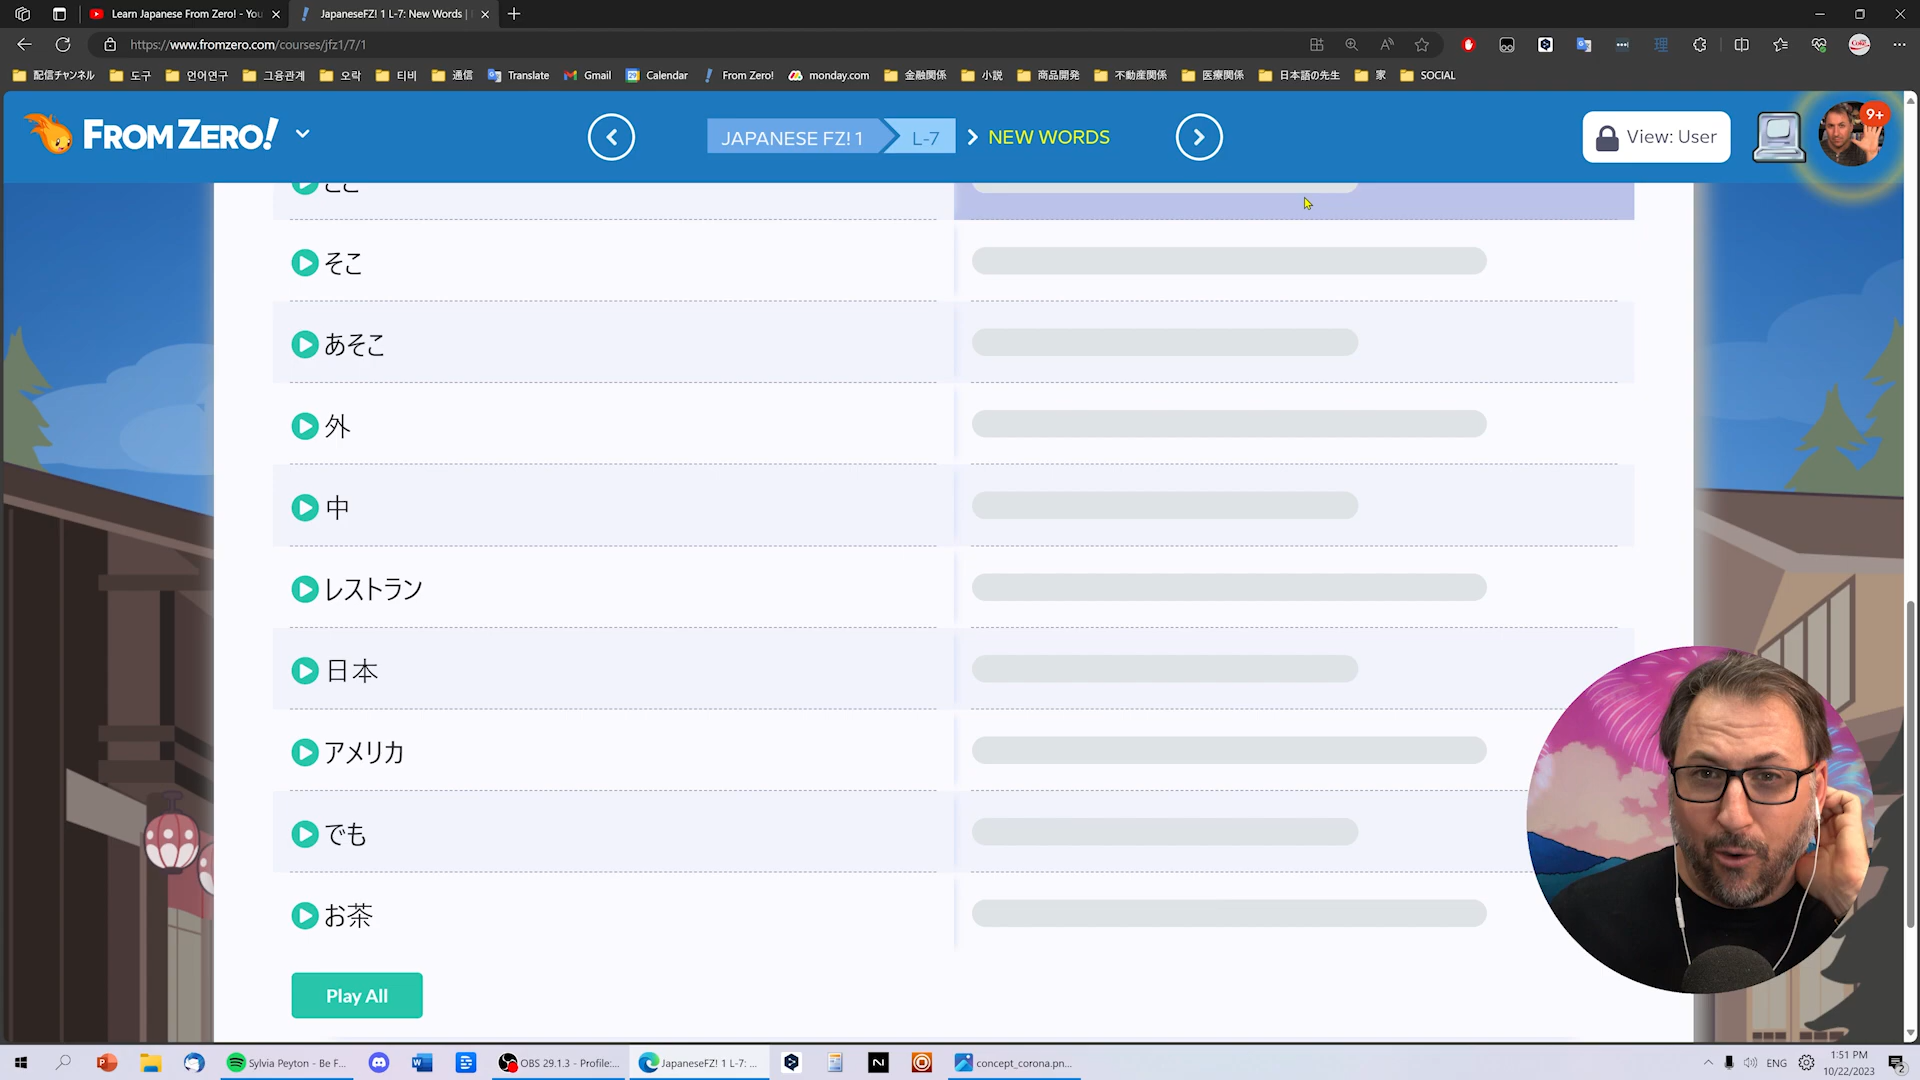 Learn Japanese From Zero! - You
JapaneseFZ! 1 L-7: New Words |
https://www.fromzero.com/courses/jfz1/7/1
配信チャンネル 도구 언어연구 그융관계 오락 티비 通信 Translate Gmail Calendar From Zero! monday.com 金融関係 小説 商品開発 不動産関係 医療関係 日本語の先生 家 SOCIAL
FROM ZERO!
JAPANESE FZ! 1 L-7 NEW WORDS
View: User
9+
そこ
あそこ
外
中
レストラン
日本
アメリカ
でも
お茶
Play All
Sylvia Peyton - Be F...
OBS 29.1.3 - Profile:...
JapaneseFZ! 1 L-7: ...
concept_corona.pn...
ENG
1:51 PM
10/22/2023
2